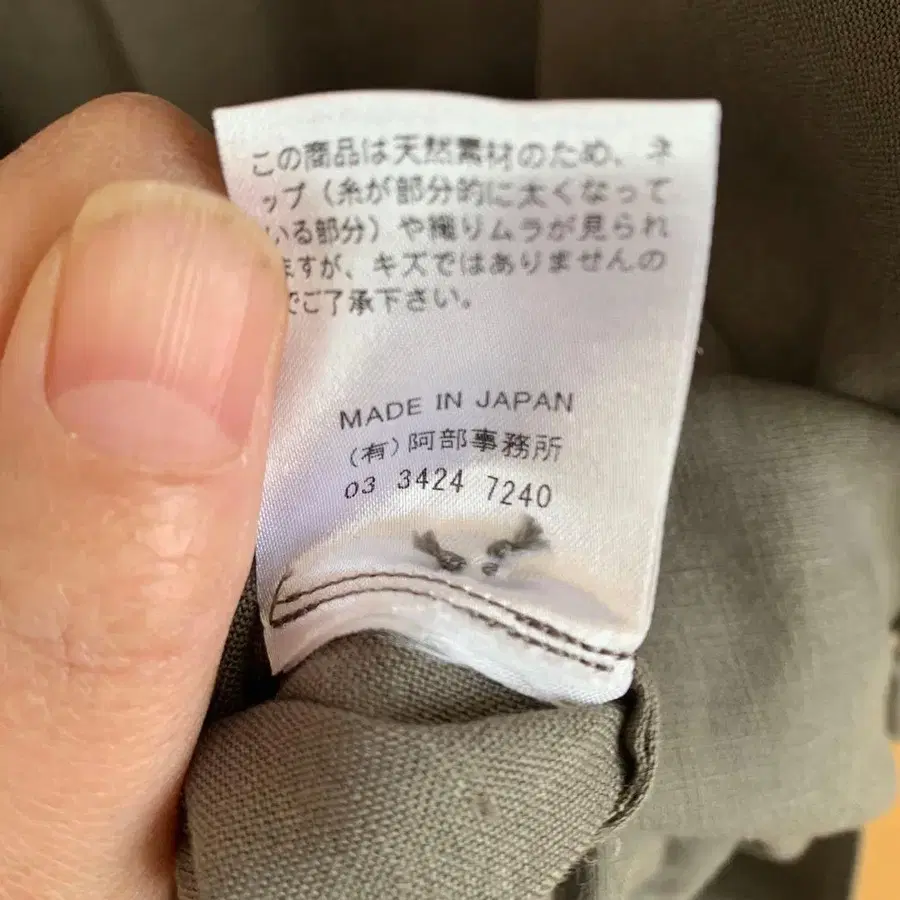 この商品は天然素材のため、ネ
ップ（糸が部分的に太くなって
いる部分）や織りムラが見られ
ますが、キズではありませんの
でご了承下さい。
MADE IN JAPAN
（有）阿部事務所
03 3424 7240